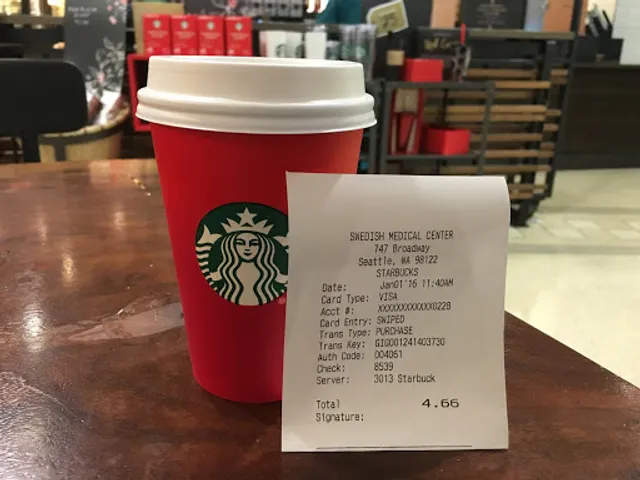 SWEDISH MEDICAL CENTER
747 Broadway
Seattle, WA 98122
STARBUCKS
Date: Jan01'16 11:40AM
Card Type: VISA
Acct #: XXXXXXXXXXXX0228
Card Entry: SWIPED
Trans Type: PURCHASE
Trans Key: GIG001241403730
Auth Code: 004061
Check: 8539
Server: 3013 Starbuck
Total 4.66
Signature: